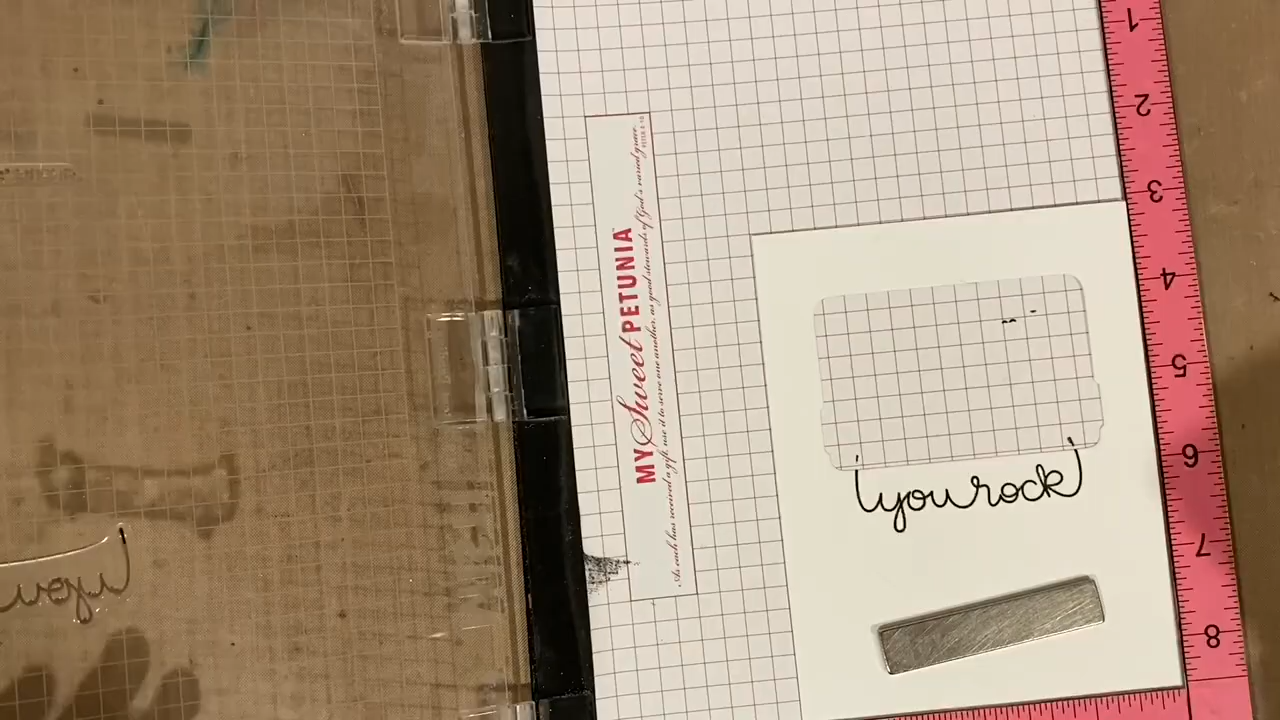 MY Sweet PETUNIA
As each has received a gift, use it to serve one another, as good stewards of God's varied grace
you rock
1
2
3
4
5
6
7
8